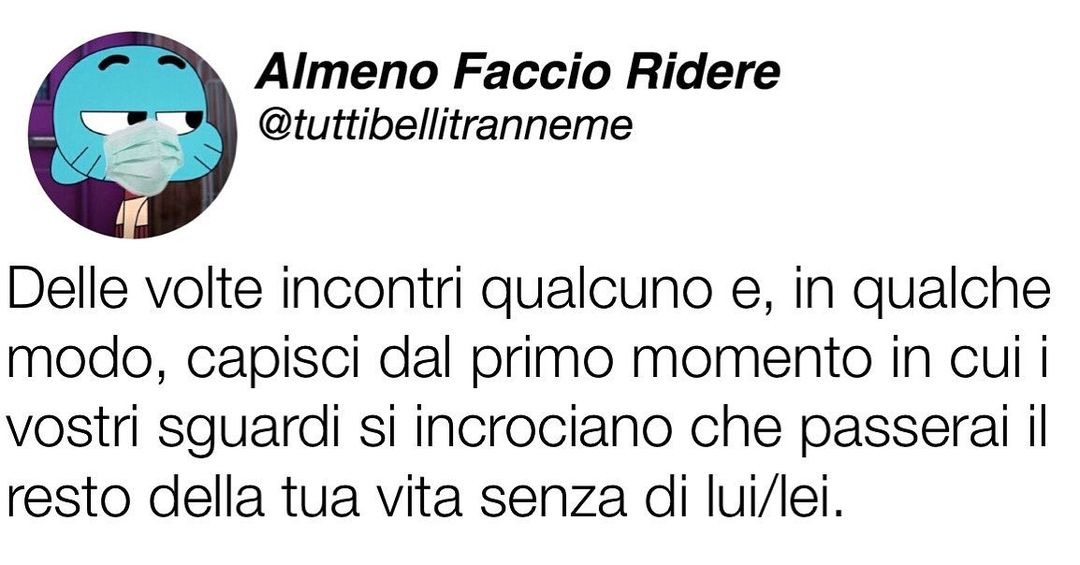 Almeno Faccio Ridere
@tuttibellitranneme
Delle volte incontri qualcuno e, in qualche
modo, capisci dal primo momento in cui i
vostri sguardi si incrociano che passerai il
resto della tua vita senza di lui/lei.